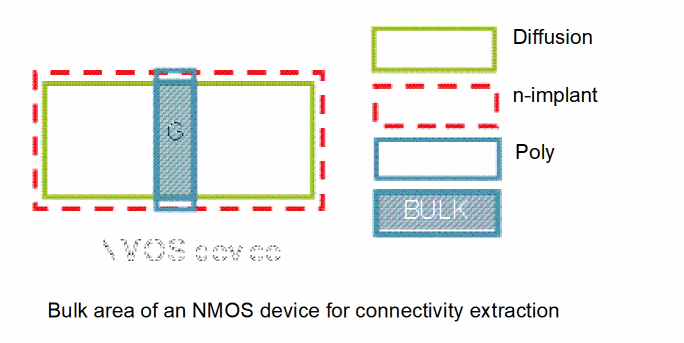 Diffusion
n-implant
Poly
G
BULK
NMOS device
Bulk area of an NMOS device for connectivity extraction